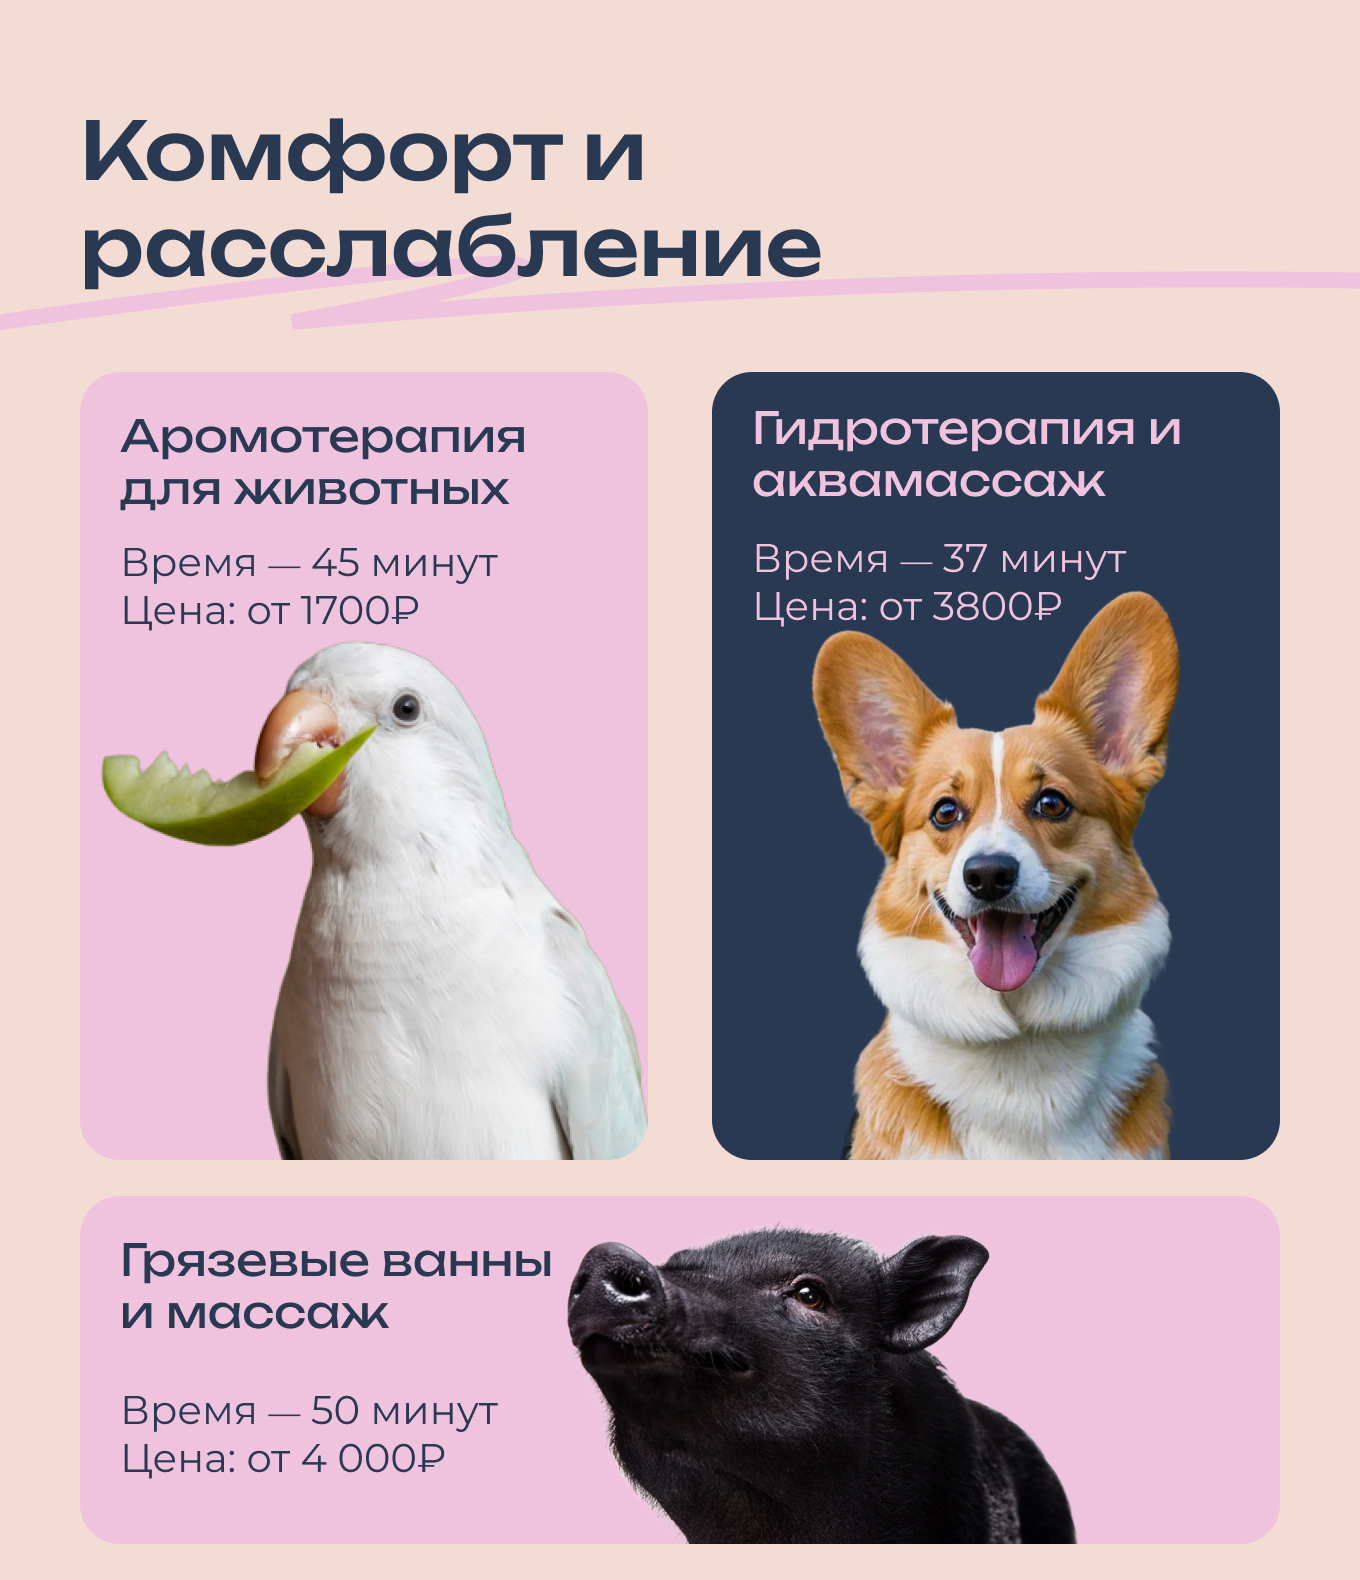 Комфорт и
расслабление
Аромотерапия
для животных
Время — 45 минут
Цена: от 1700₽
Гидротерапия и
аквамассаж
Время — 37 минут
Цена: от 3800₽
Грязевые ванны
и массаж
Время — 50 минут
Цена: от 4 000₽